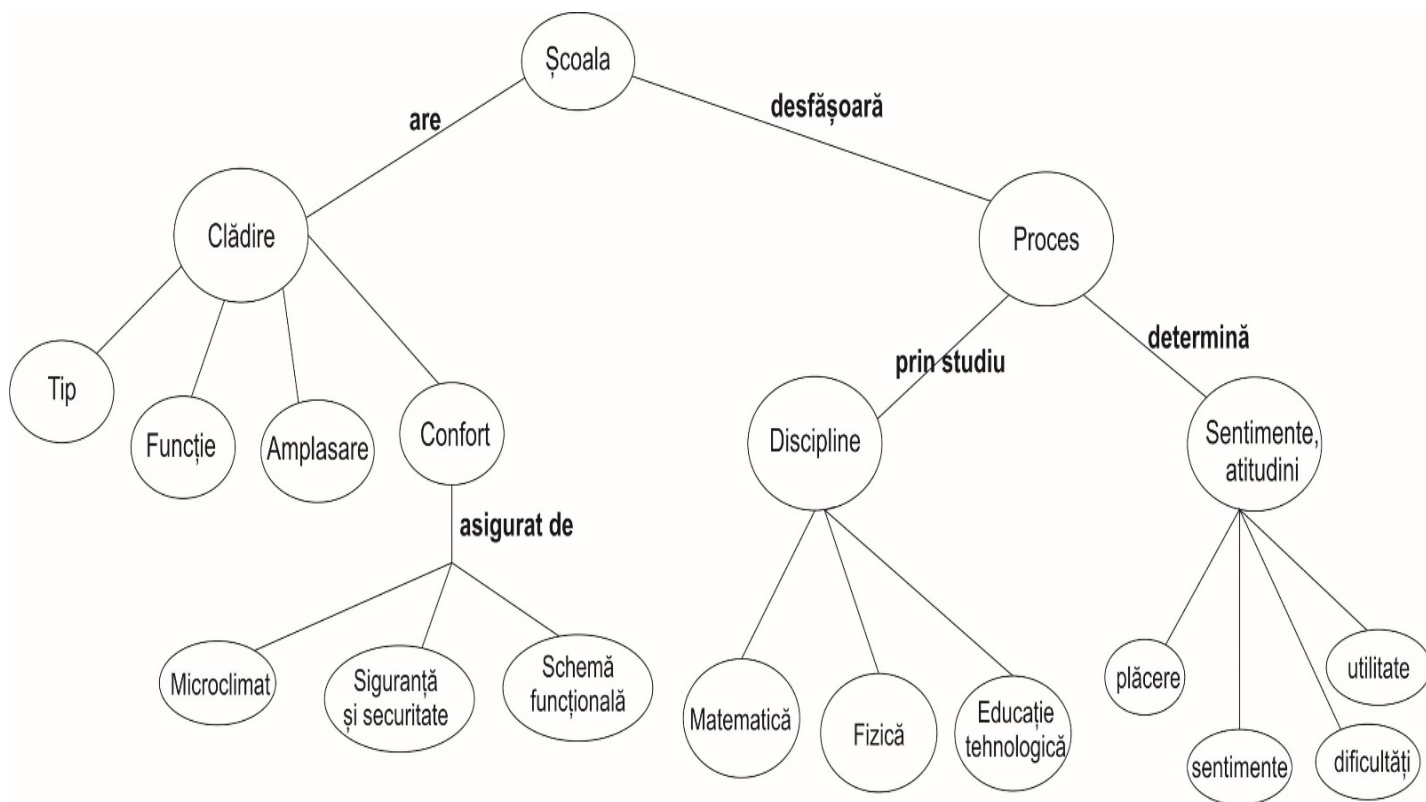 Școala
are
desfășoară
Clădire
Proces
Tip
Funcție
Amplasare
Confort
prin studiu
determină
Discipline
Sentimente,
atitudini
asigurat de
Microclimat
Siguranță
și securitate
Schemă
funcțională
Matematică
Fizică
Educație
tehnologică
plăcere
sentimente
dificultăți
utilitate